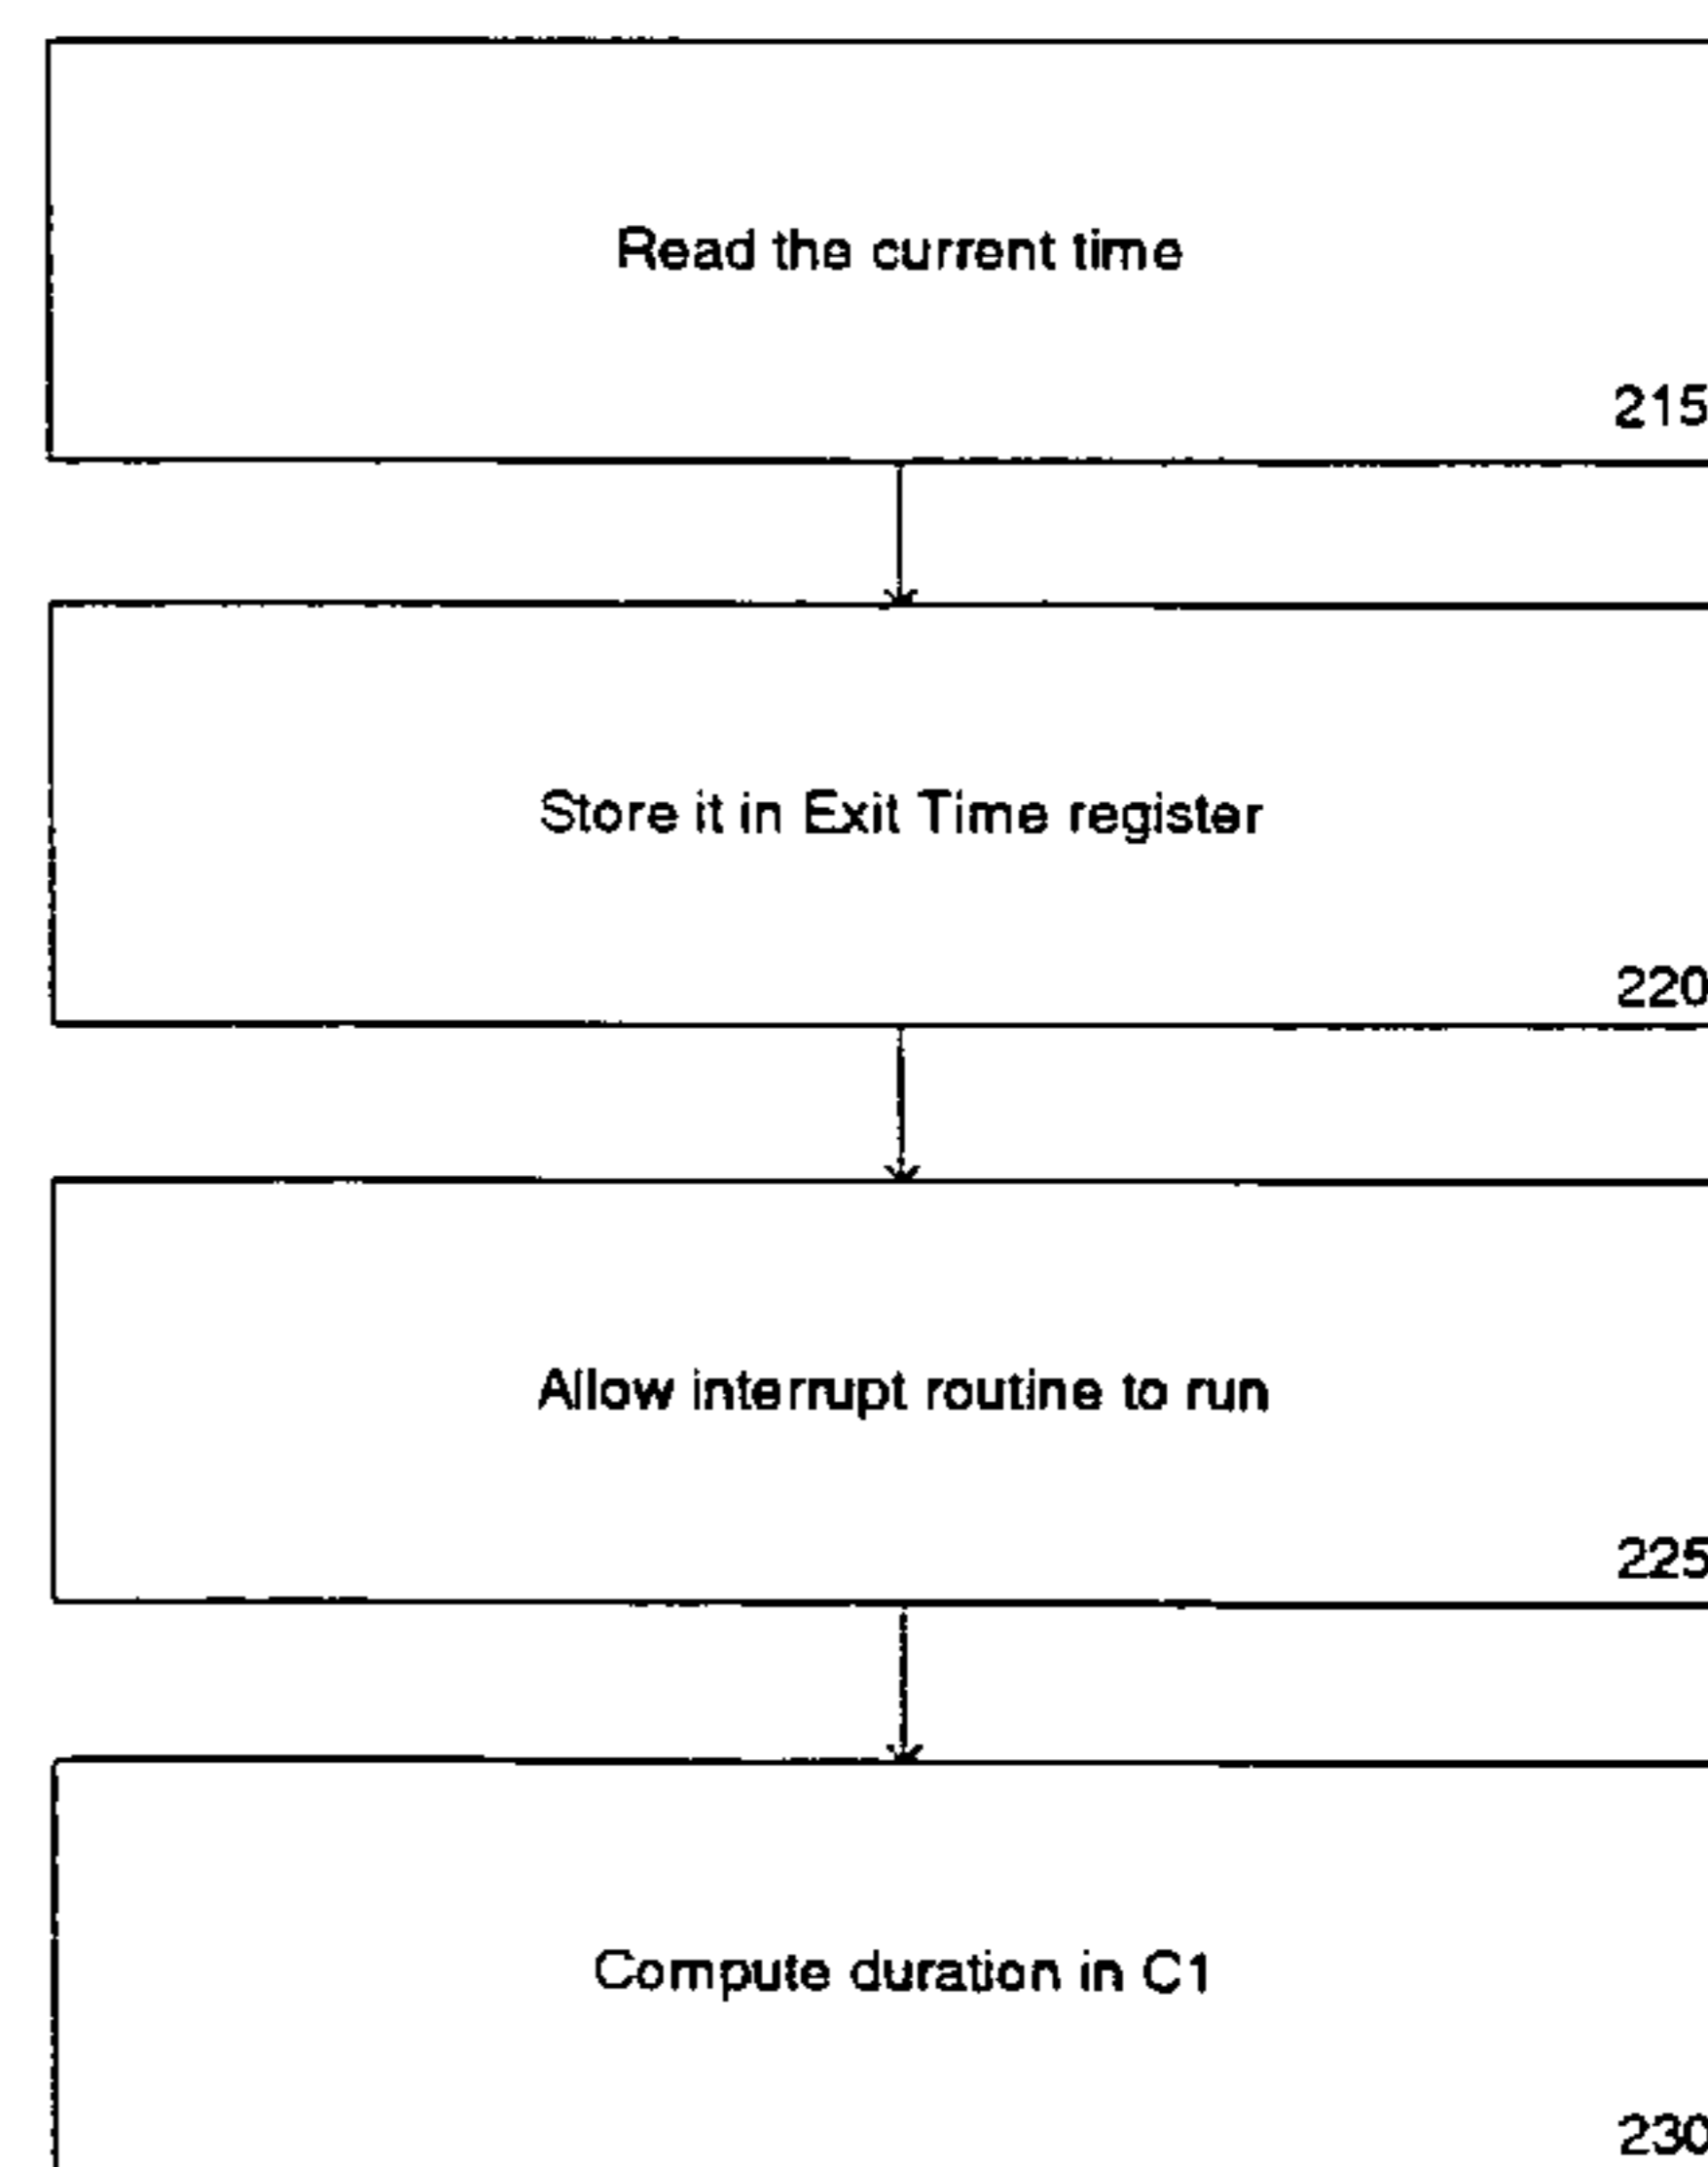 Read the current time
215
Store it in Exit Time register
220
Allow interrupt routine to run
225
Compute duration in C1
230